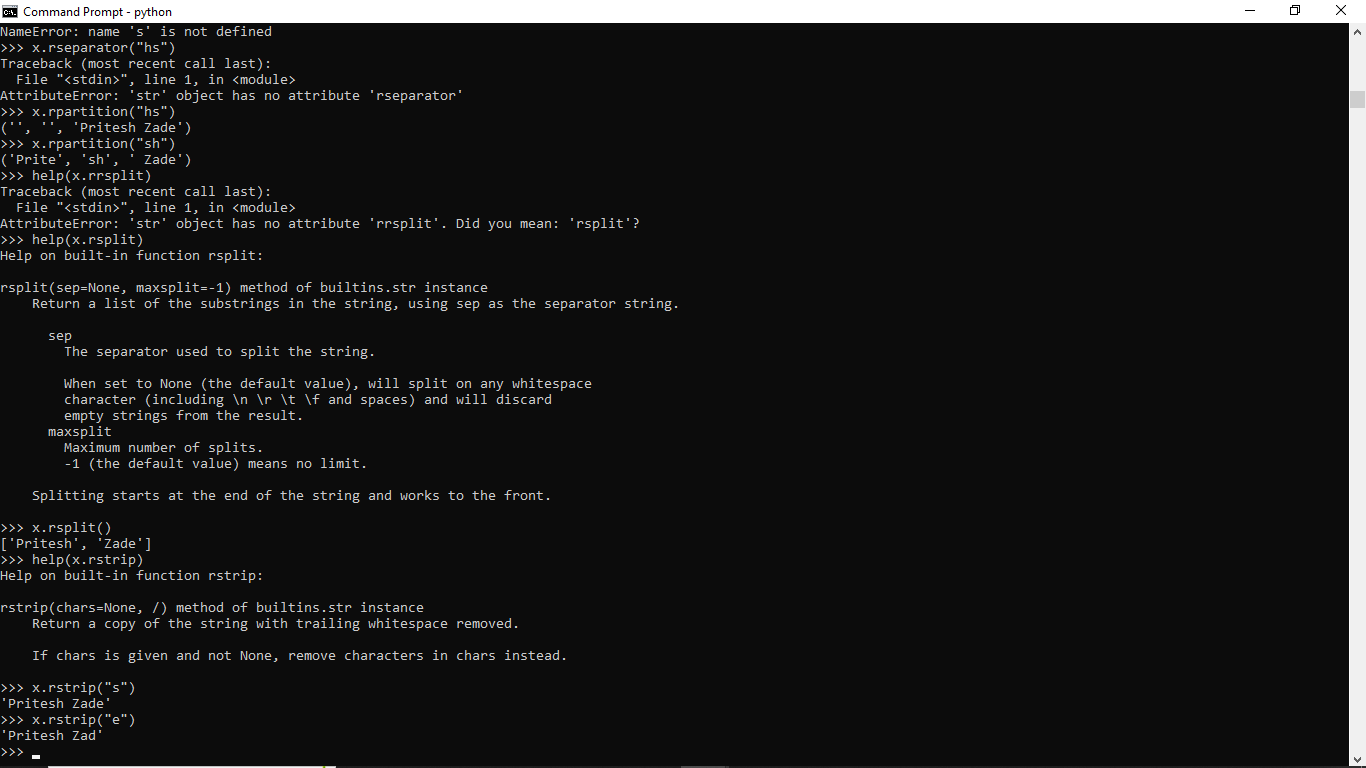 Command Prompt - python
NameError: name 's' is not defined
>>> x.rseparator("hs")
Traceback (most recent call last):
  File "<stdin>", line 1, in <module>
AttributeError: 'str' object has no attribute 'rseparator'
>>> x.rpartition("hs")
('', '', 'Pritesh Zade')
>>> x.rpartition("sh")
('Prite', 'sh', ' Zade')
>>> help(x.rrsplit)
Traceback (most recent call last):
  File "<stdin>", line 1, in <module>
AttributeError: 'str' object has no attribute 'rrsplit'. Did you mean: 'rsplit'?
>>> help(x.rsplit)
Help on built-in function rsplit:

rsplit(sep=None, maxsplit=-1) method of builtins.str instance
    Return a list of the substrings in the string, using sep as the separator string.

      sep
        The separator used to split the string.

        When set to None (the default value), will split on any whitespace
        character (including \n \r \t \f and spaces) and will discard
        empty strings from the result.
      maxsplit
        Maximum number of splits.
        -1 (the default value) means no limit.

    Splitting starts at the end of the string and works to the front.

>>> x.rsplit()
['Pritesh', 'Zade']
>>> help(x.rstrip)
Help on built-in function rstrip:

rstrip(chars=None, /) method of builtins.str instance
    Return a copy of the string with trailing whitespace removed.

    If chars is given and not None, remove characters in chars instead.

>>> x.rstrip("s")
'Pritesh Zade'
>>> x.rstrip("e")
'Pritesh Zad'
>>>